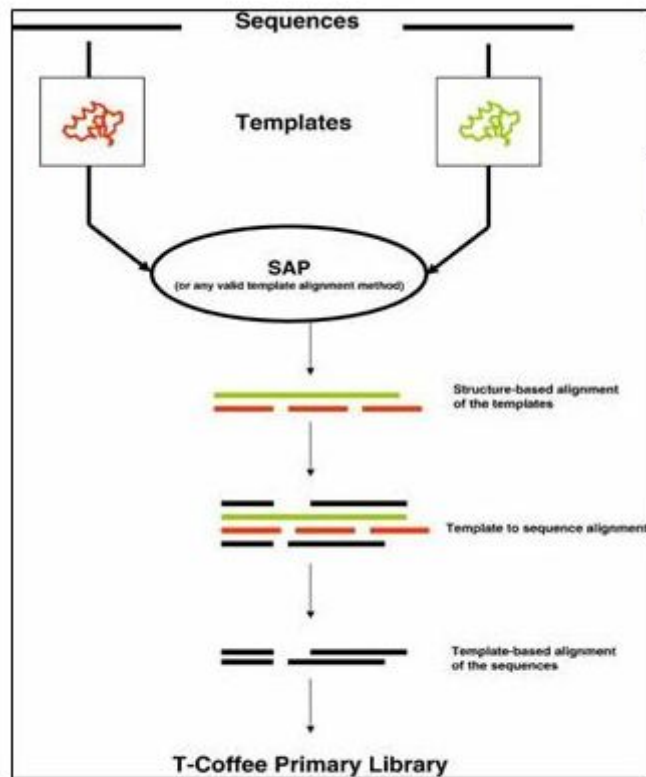 Sequences
Templates
SAP
(or any valid template alignment method)
Structure-based alignment
of the templates
Template to sequence alignment
Template-based alignment
of the sequences
T-Coffee Primary Library